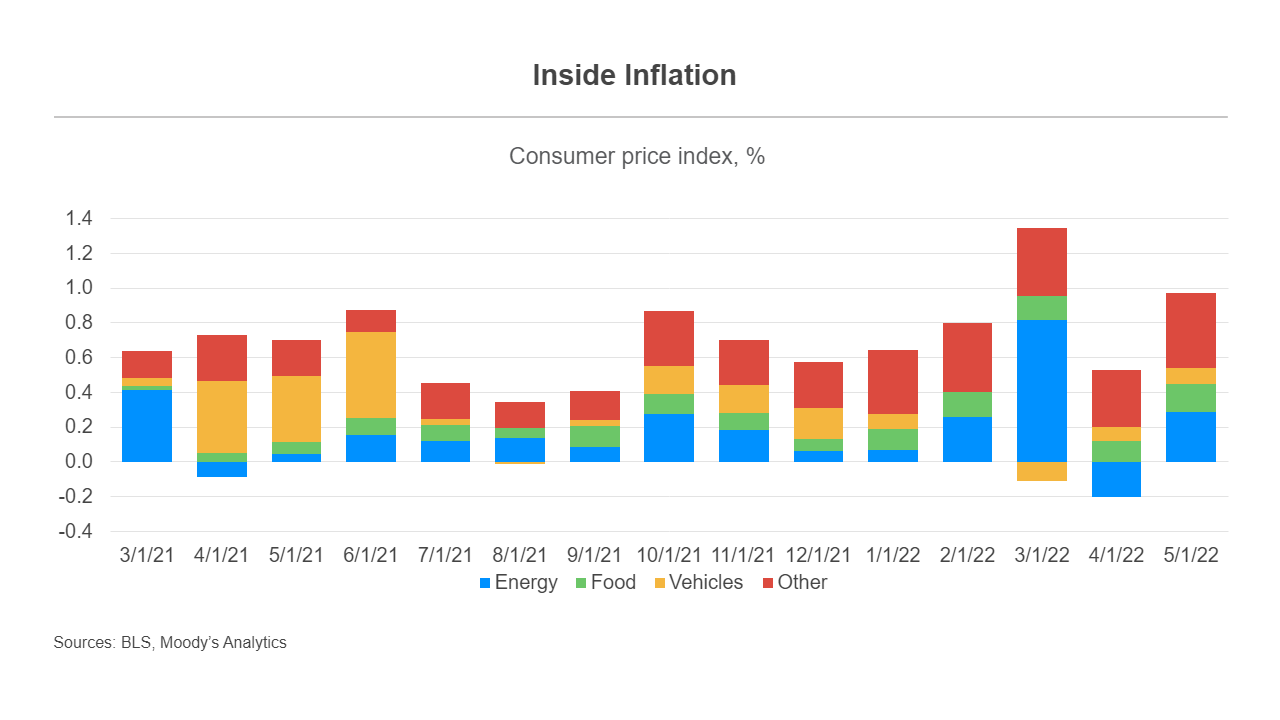 Inside Inflation
Consumer price index, %
1.4
1.2
1.0
0.8
0.6
0.4
0.2
0.0
-0.2
-0.4
3/1/21 4/1/21 5/1/21 6/1/21 7/1/21 8/1/21 9/1/21 10/1/21 11/1/21 12/1/21 1/1/22 2/1/22 3/1/22 4/1/22 5/1/22
Energy Food Vehicles Other
Sources: BLS, Moody’s Analytics